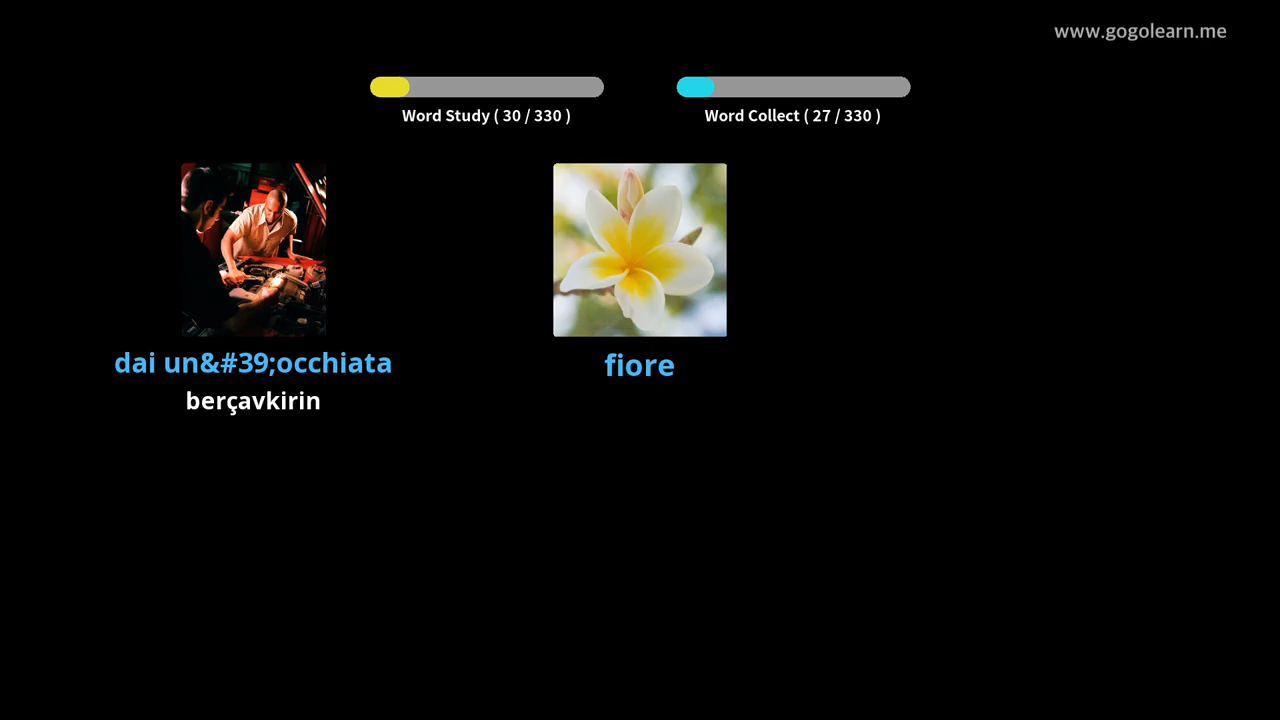 www.gogolearn.me
Word Study ( 30 / 330 )
Word Collect ( 27 / 330 )
dai un&#39;occhiata
berçavkirin
fiore